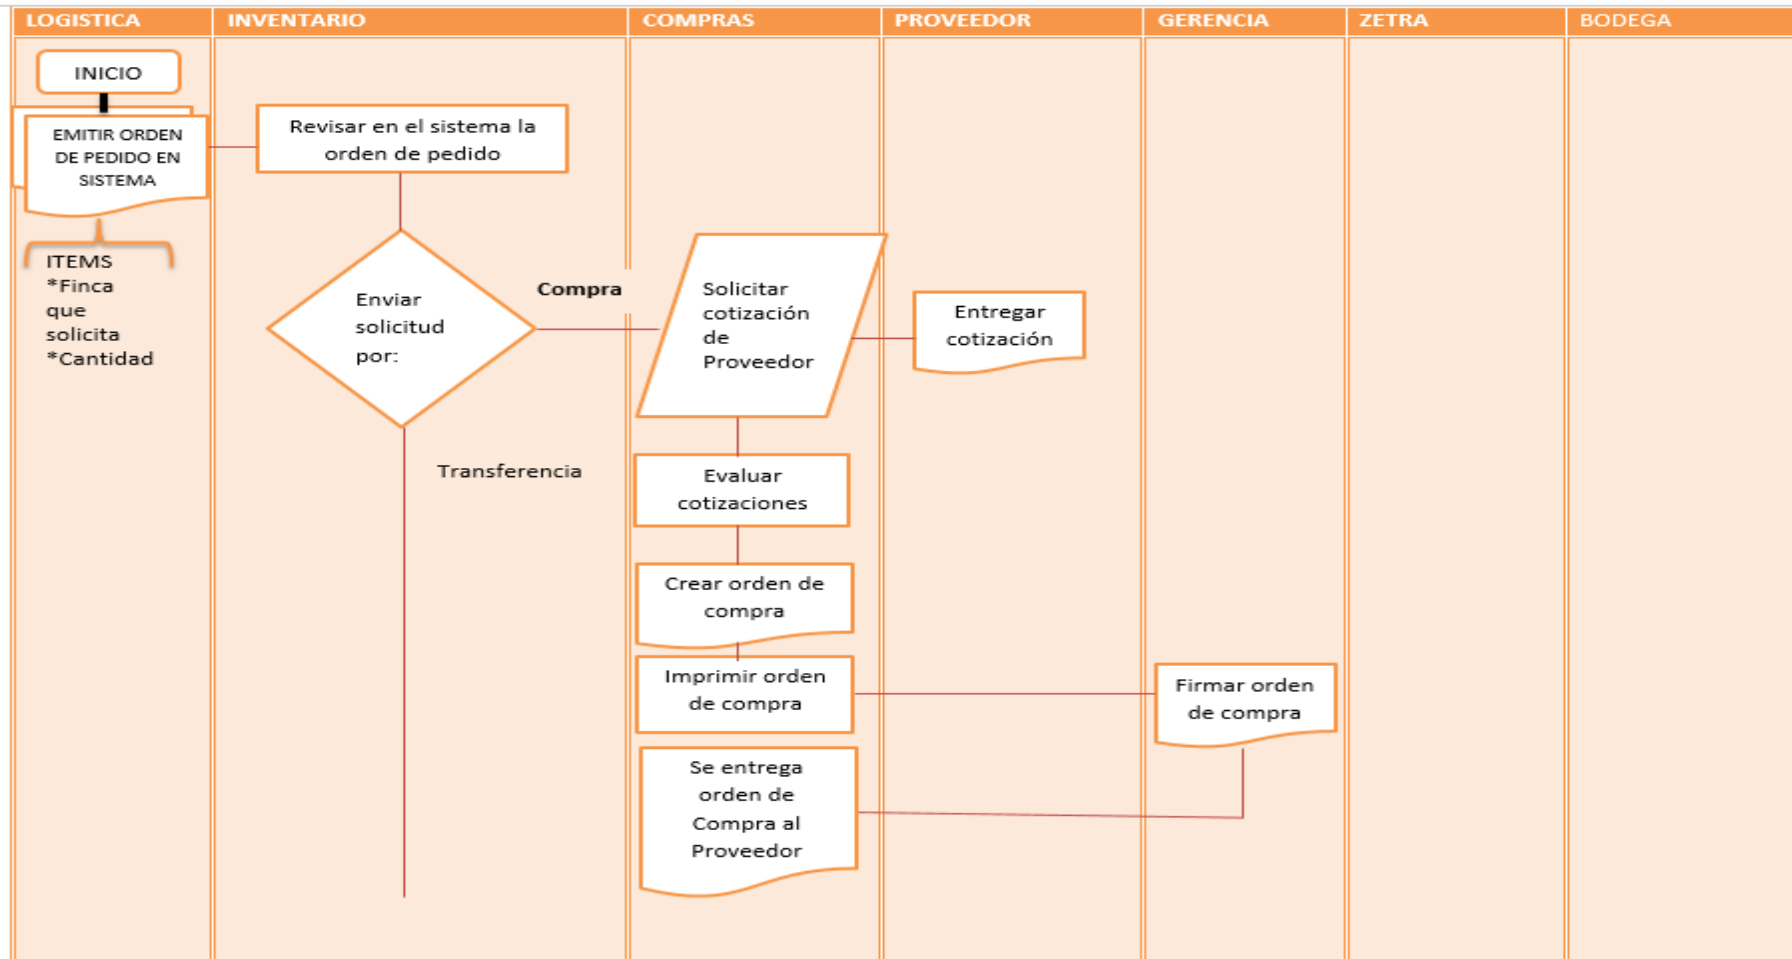 LOGISTICA
INVENTARIO
COMPRAS
PROVEEDOR
GERENCIA
ZETRA
BODEGA
INICIO
EMITIR ORDEN
DE PEDIDO EN
SISTEMA
ITEMS
*Finca
que
solicita
*Cantidad
Revisar en el sistema la
orden de pedido
Enviar
solicitud
por:
Compra
Transferencia
Solicitar
cotización
de
Proveedor
Entregar
cotización
Evaluar
cotizaciones
Crear orden de
compra
Imprimir orden
de compra
Firmar orden
de compra
Se entrega
orden de
Compra al
Proveedor